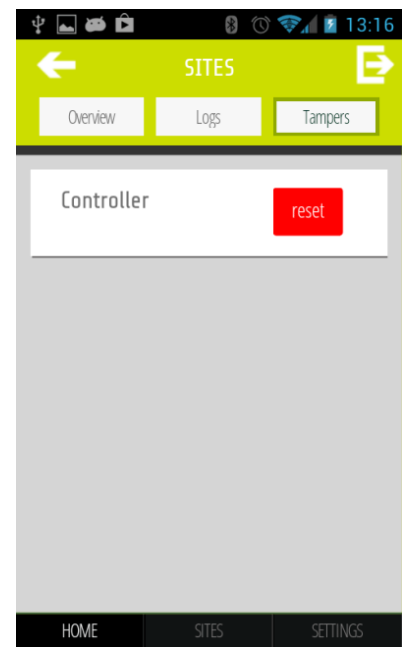 13:16
SITES
Overview Logs Tampers
Controller reset
HOME SITES SETTINGS